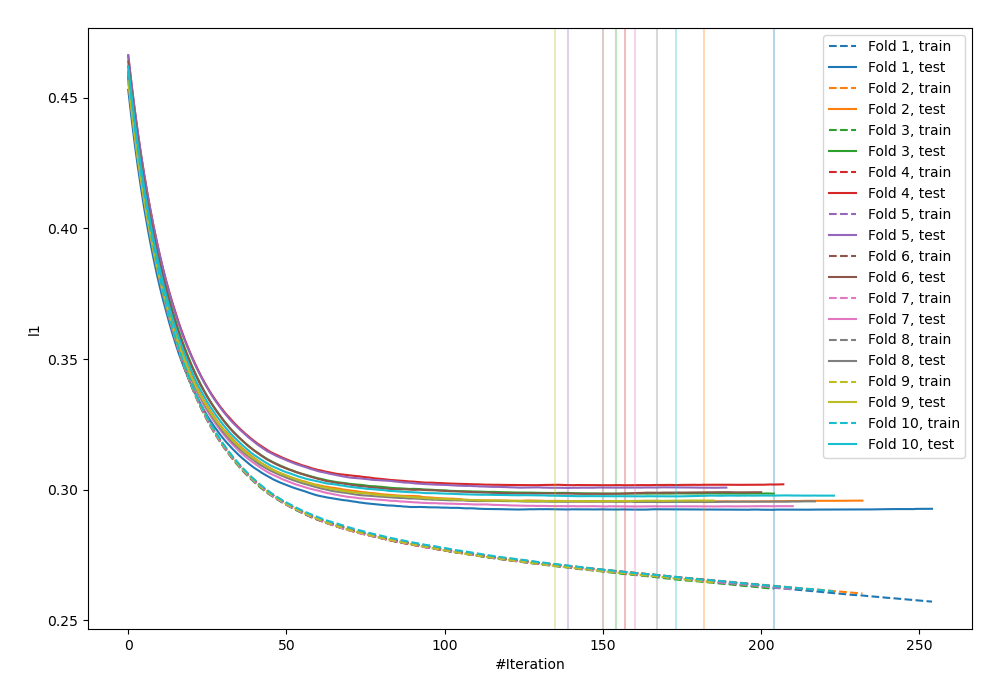 0.45
0.40
0.35
0.30
0.25
l1
0
50
100
150
200
250
#Iteration
Fold 1, train
Fold 1, test
Fold 2, train
Fold 2, test
Fold 3, train
Fold 3, test
Fold 4, train
Fold 4, test
Fold 5, train
Fold 5, test
Fold 6, train
Fold 6, test
Fold 7, train
Fold 7, test
Fold 8, train
Fold 8, test
Fold 9, train
Fold 9, test
Fold 10, train
Fold 10, test